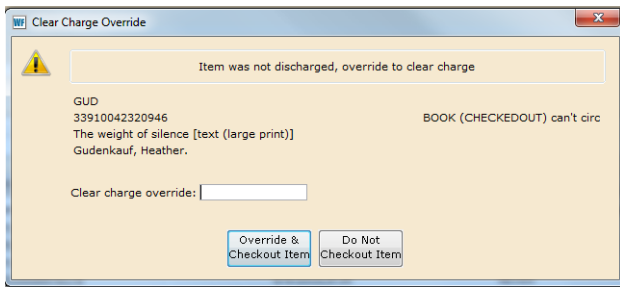 WF Clear Charge Override
Item was not discharged, override to clear charge
GUD
33910042320946 BOOK (CHECKEDOUT) can't circ
The weight of silence [text (large print)]
Gudenkauf, Heather.
Clear charge override:
Override &
Checkout Item
Do Not
Checkout Item